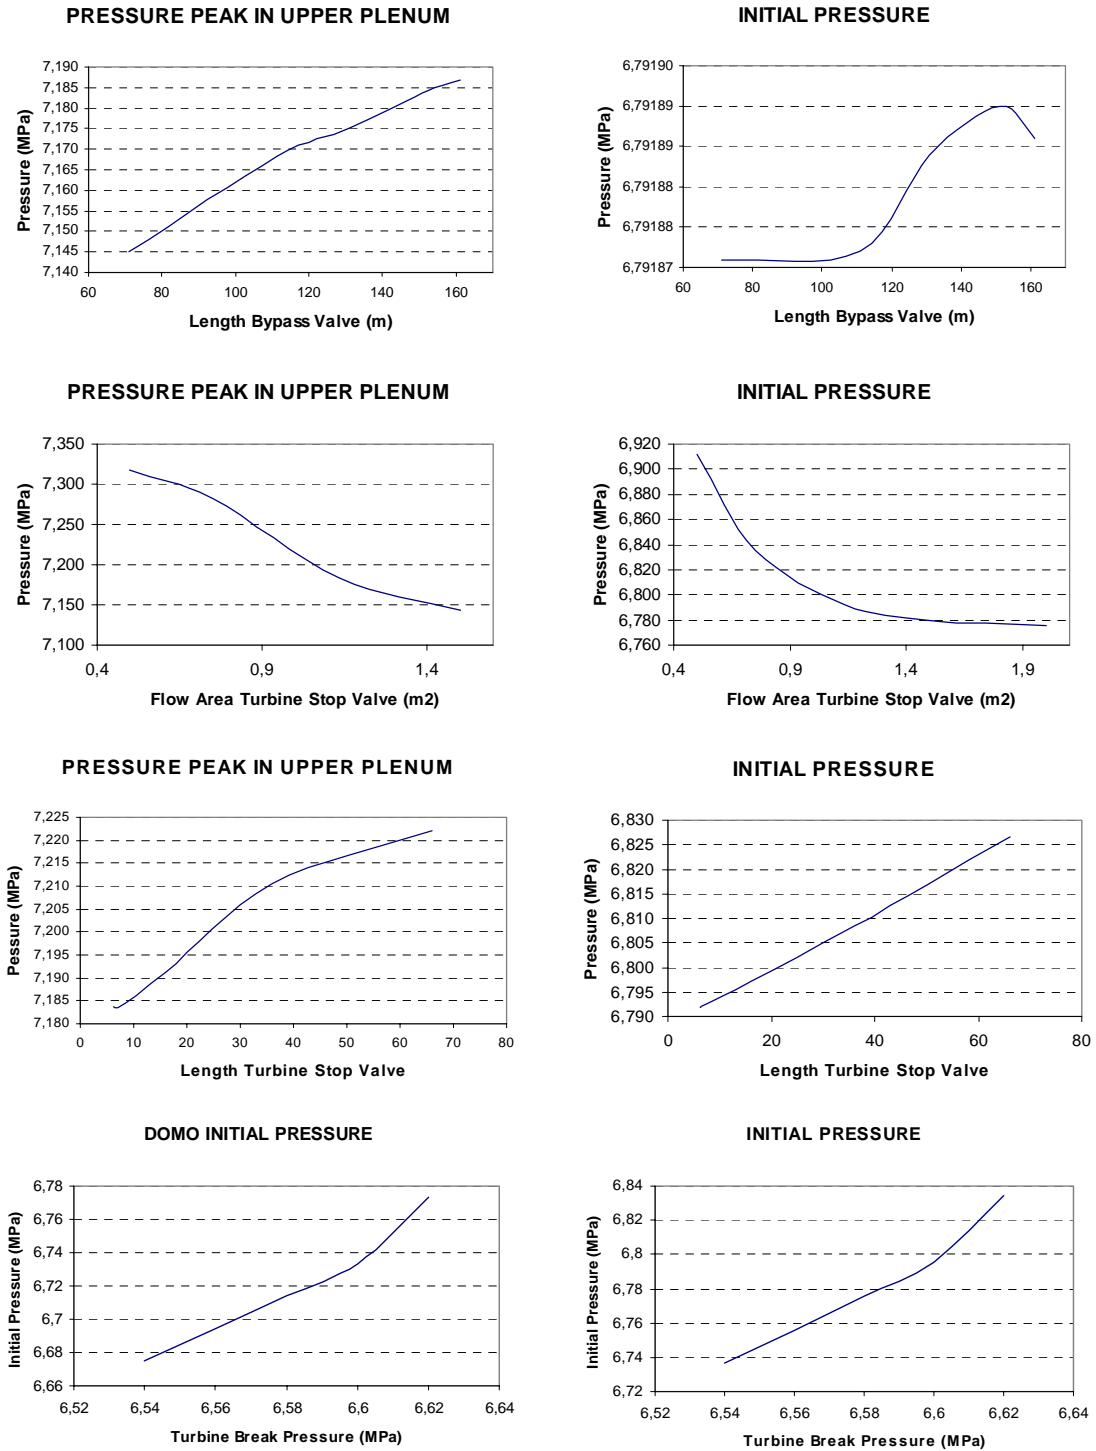 PRESSURE PEAK IN UPPER PLENUM
7,190
7,185
7,180
7,175
7,170
7,165
7,160
7,155
7,150
7,145
7,140
Pressure (MPa)
60 80 100 120 140 160
Length Bypass Valve (m)
INITIAL PRESSURE
6,79190
6,79189
6,79189
6,79188
6,79188
6,79187
Pressure (MPa)
60 80 100 120 140 160
Length Bypass Valve (m)
PRESSURE PEAK IN UPPER PLENUM
7,350
7,300
7,250
7,200
7,150
7,100
Pressure (MPa)
0,4 0,9 1,4
Flow Area Turbine Stop Valve (m2)
INITIAL PRESSURE
6,920
6,900
6,880
6,860
6,840
6,820
6,800
6,780
6,760
Pressure (MPa)
0,4 0,9 1,4 1,9
Flow Area Turbine Stop Valve (m2)
PRESSURE PEAK IN UPPER PLENUM
7,225
7,220
7,215
7,210
7,205
7,200
7,195
7,190
7,185
7,180
Pessure (MPa)
0 10 20 30 40 50 60 70 80
Length Turbine Stop Valve
INITIAL PRESSURE
6,830
6,825
6,820
6,815
6,810
6,805
6,800
6,795
6,790
Pressure (MPa)
0 20 40 60 80
Length Turbine Stop Valve
DOMO INITIAL PRESSURE
6,78
6,76
6,74
6,72
6,7
6,68
6,66
Initial Pressure (MPa)
6,52 6,54 6,56 6,58 6,6 6,62 6,64
Turbine Break Pressure (MPa)
INITIAL PRESSURE
6,84
6,82
6,8
6,78
6,76
6,74
6,72
Initial Pressure (MPa)
6,52 6,54 6,56 6,58 6,6 6,62 6,64
Turbine Break Pressure (MPa)